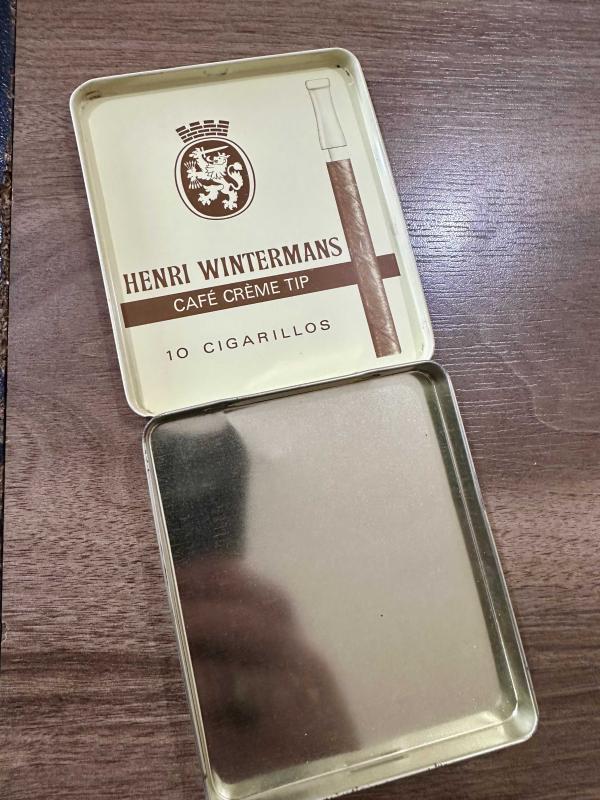 HENRI WINTERMANS
CAFÉ CRÈME TIP
10 CIGARILLOS